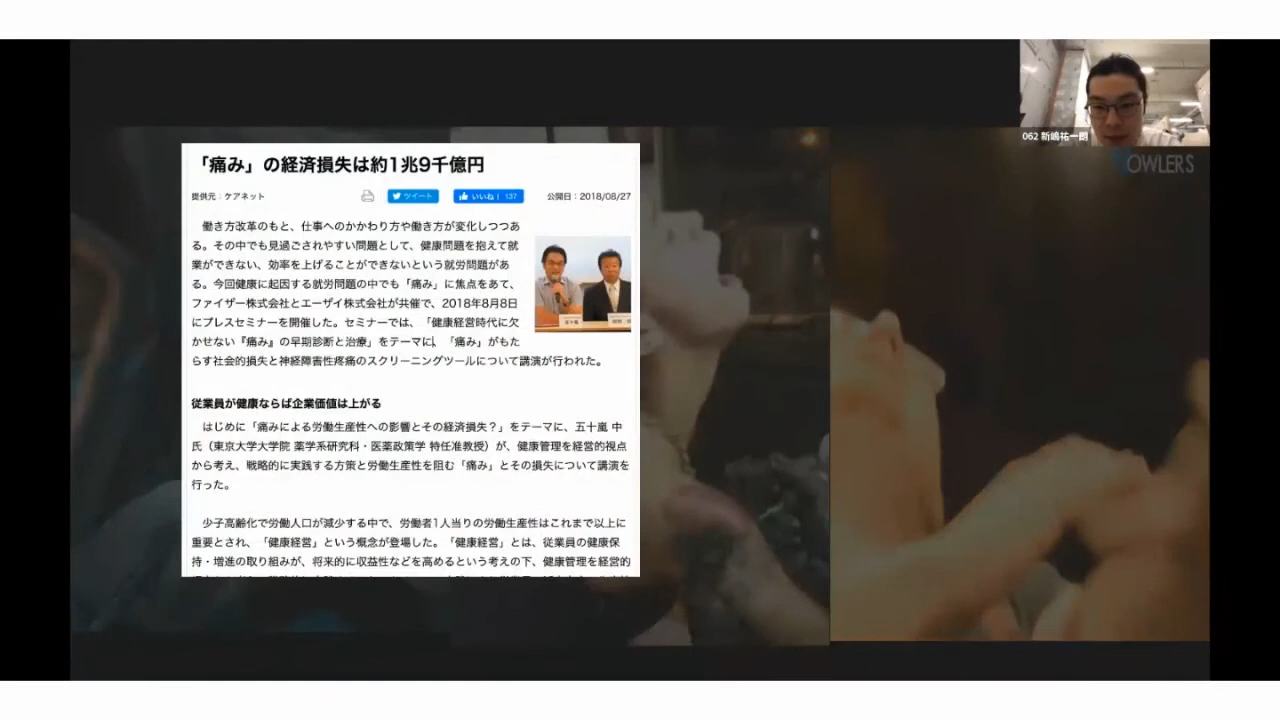 062 新嶋祐一朗
OWLERS
「痛み」の経済損失は約1兆9千億円
提供元：ケアネット
ツイート
いいね！ 137
公開日：2018/08/27
働き方改革のもと、仕事へのかかわり方や働き方が変化しつつあ
る。その中でも見過ごされやすい問題として、健康問題を抱えて就
業ができない、効率を上げることができないという就労問題があ
る。今回健康に起因する就労問題の中でも「痛み」に焦点をあて、
ファイザー株式会社とエーザイ株式会社が共催で、2018年8月8日
にプレスセミナーを開催した。セミナーでは、「健康経営時代に欠
かせない『痛み』の早期診断と治療」をテーマに、「痛み」がもた
らす社会的損失と神経障害性疼痛のスクリーニングツールについて講演が行われた。
従業員が健康ならば企業価値は上がる
はじめに「痛みによる労働生産性への影響とその経済損失？」をテーマに、五十嵐 中
氏（東京大学大学院 薬学系研究科・医薬政策学 特任准教授）が、健康管理を経営的視点
から考え、戦略的に実践する方策と労働生産性を阻む「痛み」とその損失について講演を
行った。
少子高齢化で労働人口が減少する中で、労働者1人当りの労働生産性はこれまで以上に
重要とされ、「健康経営」という概念が登場した。「健康経営」とは、従業員の健康保
持・増進の取り組みが、将来的に収益性などを高めるという考えの下、健康管理を経営的